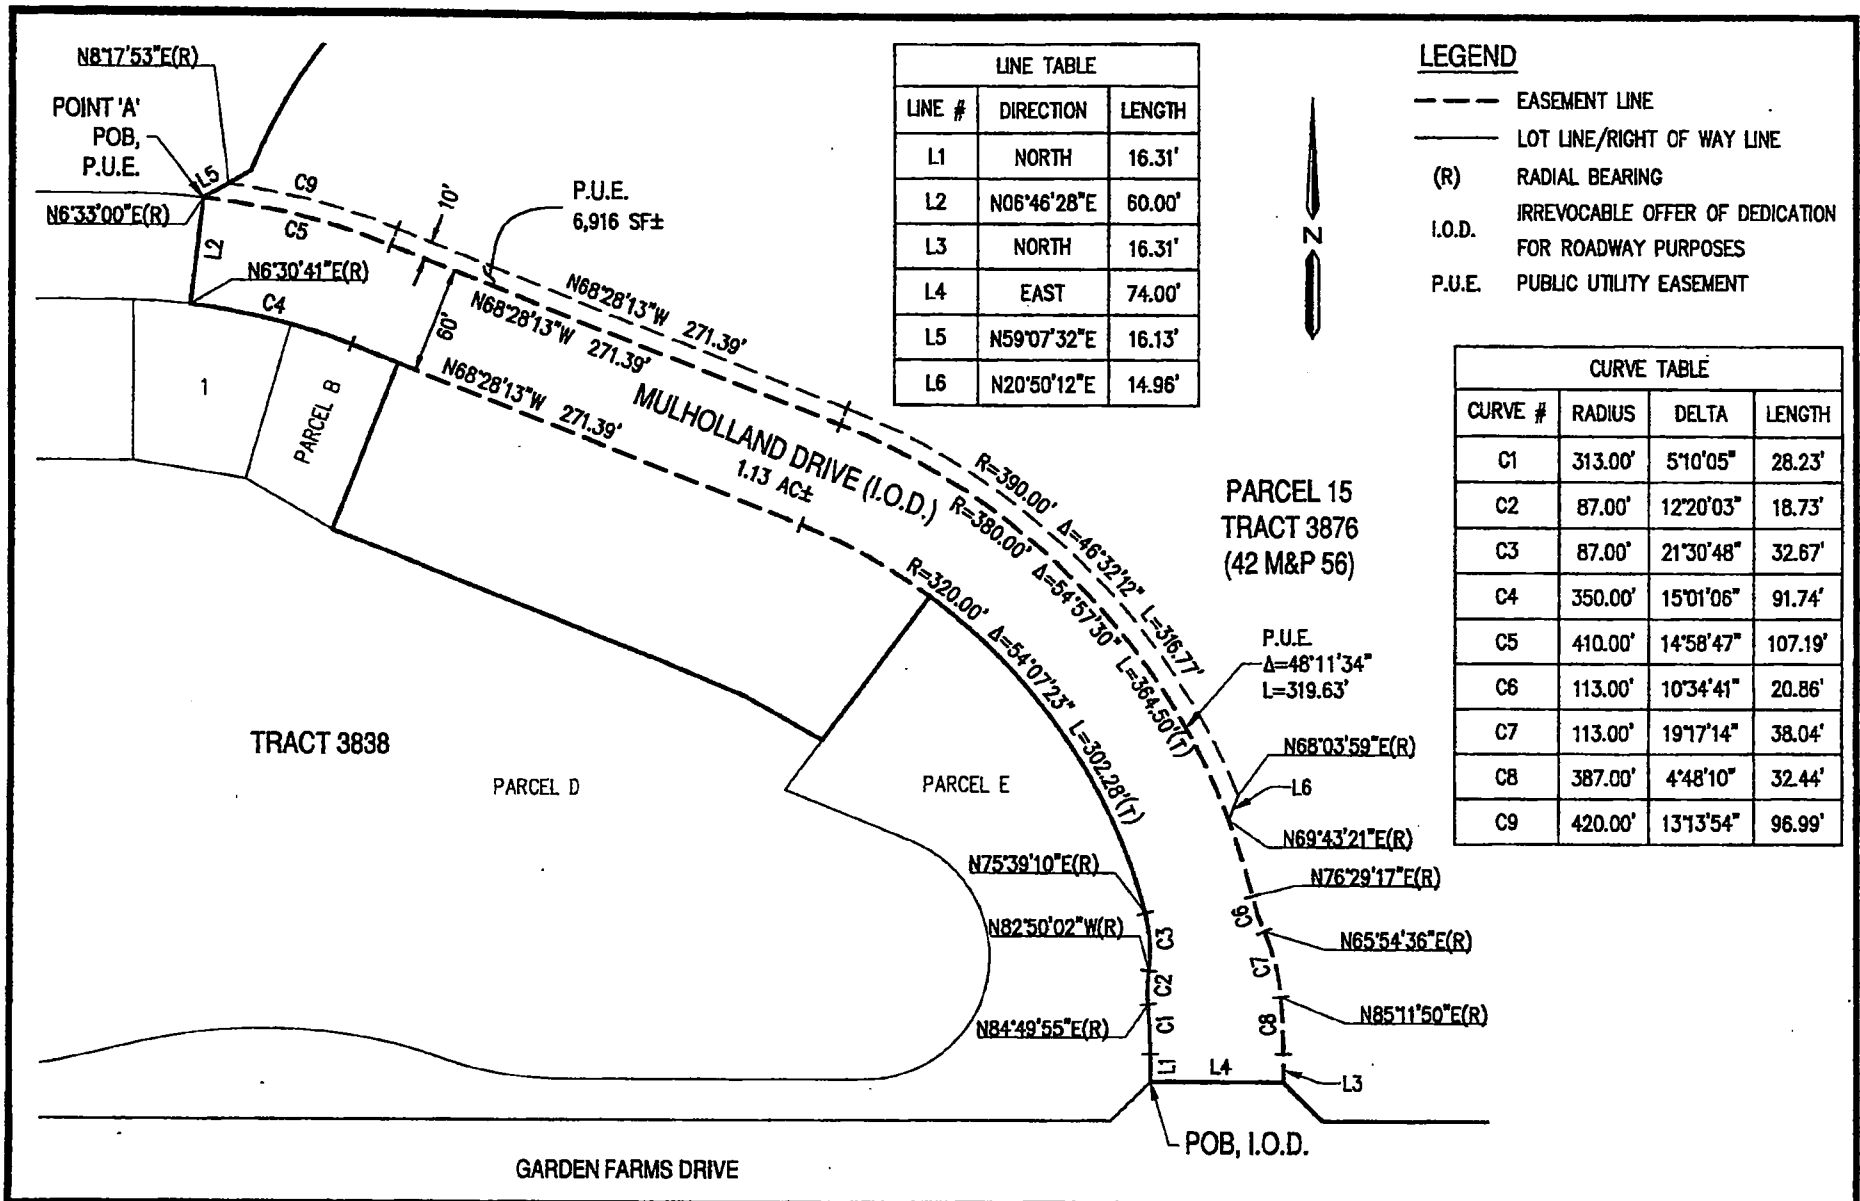 N8°17'53"E(R)
POINT 'A'
POB,
P.U.E.
L5
C9
N6°33'00"E(R)
C5
L2
N6°30'41"E(R)
C4
10'
P.U.E.
6,916 SF±
60'
N68°28'13"W 271.39'
N68°28'13"W 271.39'
N68°28'13"W 271.39'
MULHOLLAND DRIVE (I.O.D.)
1.13 AC±
1
PARCEL B
LINE TABLE
LINE # DIRECTION LENGTH
L1 NORTH 16.31'
L2 N06°46'28"E 60.00'
L3 NORTH 16.31'
L4 EAST 74.00'
L5 N59°07'32"E 16.13'
L6 N20°50'12"E 14.96'
N
LEGEND
EASEMENT LINE
LOT LINE/RIGHT OF WAY LINE
(R) RADIAL BEARING
I.O.D. IRREVOCABLE OFFER OF DEDICATION
FOR ROADWAY PURPOSES
P.U.E. PUBLIC UTILITY EASEMENT
CURVE TABLE
CURVE # RADIUS DELTA LENGTH
C1 313.00' 5°10'05" 28.23'
C2 87.00' 12°20'03" 18.73'
C3 87.00' 21°30'48" 32.67'
C4 350.00' 15°01'06" 91.74'
C5 410.00' 14°58'47" 107.19'
C6 113.00' 10°34'41" 20.86'
C7 113.00' 19°17'14" 38.04'
C8 387.00' 4°48'10" 32.44'
C9 420.00' 13°13'54" 96.99'
R=390.00' Δ=46°32'12" L=316.77'
R=380.00' Δ=54°57'30" L=364.50'(T)
R=320.00' Δ=54°07'23" L=302.28'(T)
PARCEL 15
TRACT 3876
(42 M&P 56)
P.U.E.
Δ=48°11'34"
L=319.63'
N68°03'59"E(R)
L6
N69°43'21"E(R)
N76°29'17"E(R)
C6
N65°54'36"E(R)
C7
N85°11'50"E(R)
C8
L3
L4
TRACT 3838
PARCEL D
PARCEL E
N75°39'10"E(R)
N82°50'02"W(R)
C3
C2
N84°49'55"E(R)
C1
L1
POB, I.O.D.
GARDEN FARMS DRIVE